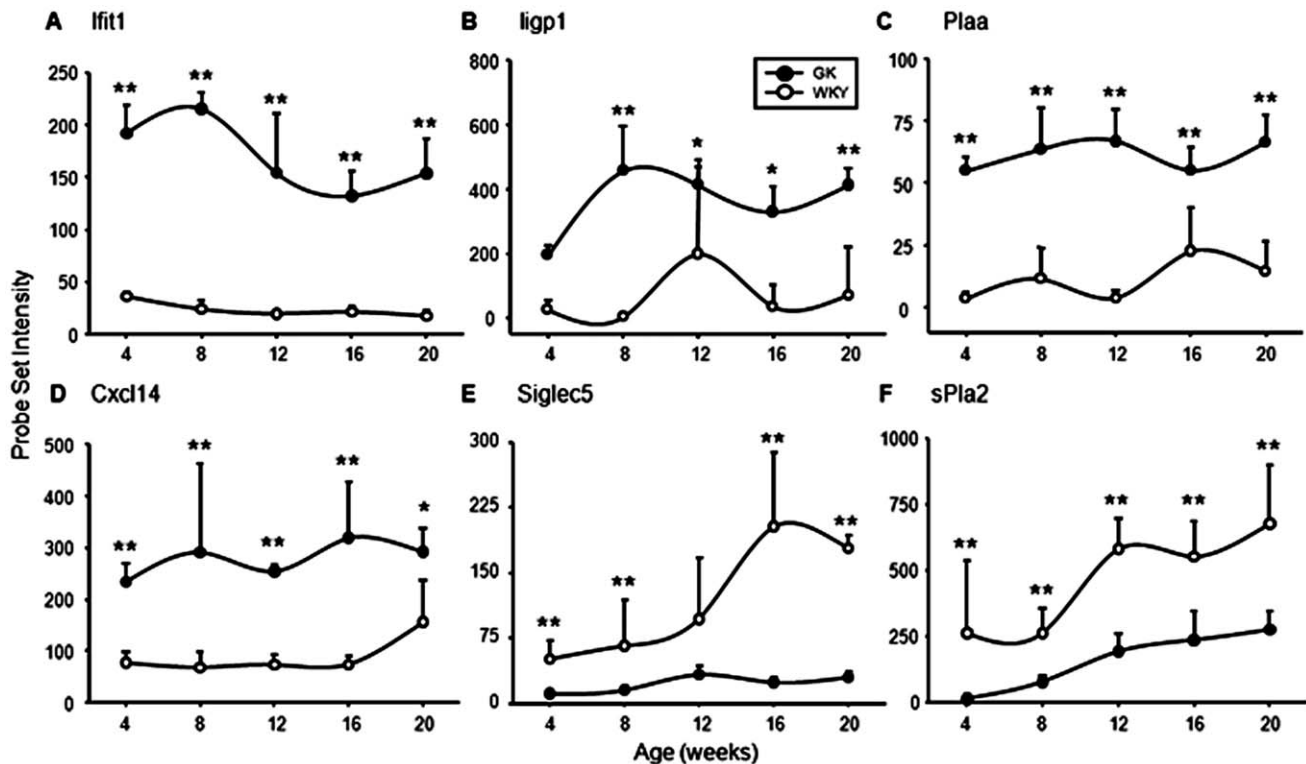 A Ifit1
250
200
150
100
50
0
** ** ** ** **
4 8 12 16 20
B Iigp1
800
600
400
200
0
** * * **
GK
WKY
4 8 12 16 20
C Plaa
100
75
50
25
0
** ** ** ** **
4 8 12 16 20
Probe Set Intensity
D Cxcl14
500
400
300
200
100
0
** ** ** ** *
4 8 12 16 20
E Siglec5
300
225
150
75
0
** ** ** **
4 8 12 16 20
F sPla2
1000
750
500
250
0
** ** ** ** **
4 8 12 16 20
Age (weeks)